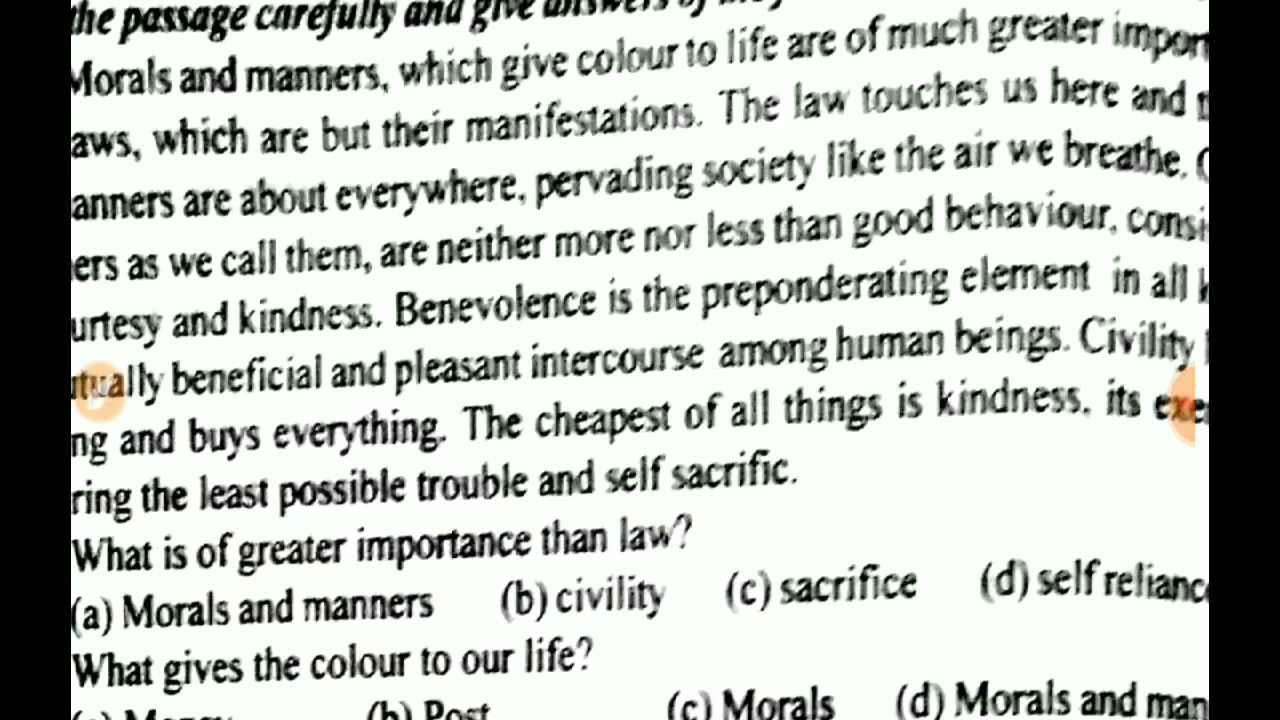 the passage carefully and give answers of
Morals and manners, which give colour to life are of much greater impor
aws, which are but their manifestations. The law touches us here and
anners are about everywhere, pervading society like the air we breathe.
ers as we call them, are neither more nor less than good behaviour, consi
urtesy and kindness. Benevolence is the preponderating element in all
tually beneficial and pleasant intercourse among human beings. Civility
ng and buys everything. The cheapest of all things is kindness, its exe
ring the least possible trouble and self sacrific.
What is of greater importance than law?
(a) Morals and manners (b) civility (c) sacrifice (d) self relianc
What gives the colour to our life?
(a) Money (b) Post (c) Morals (d) Morals and man